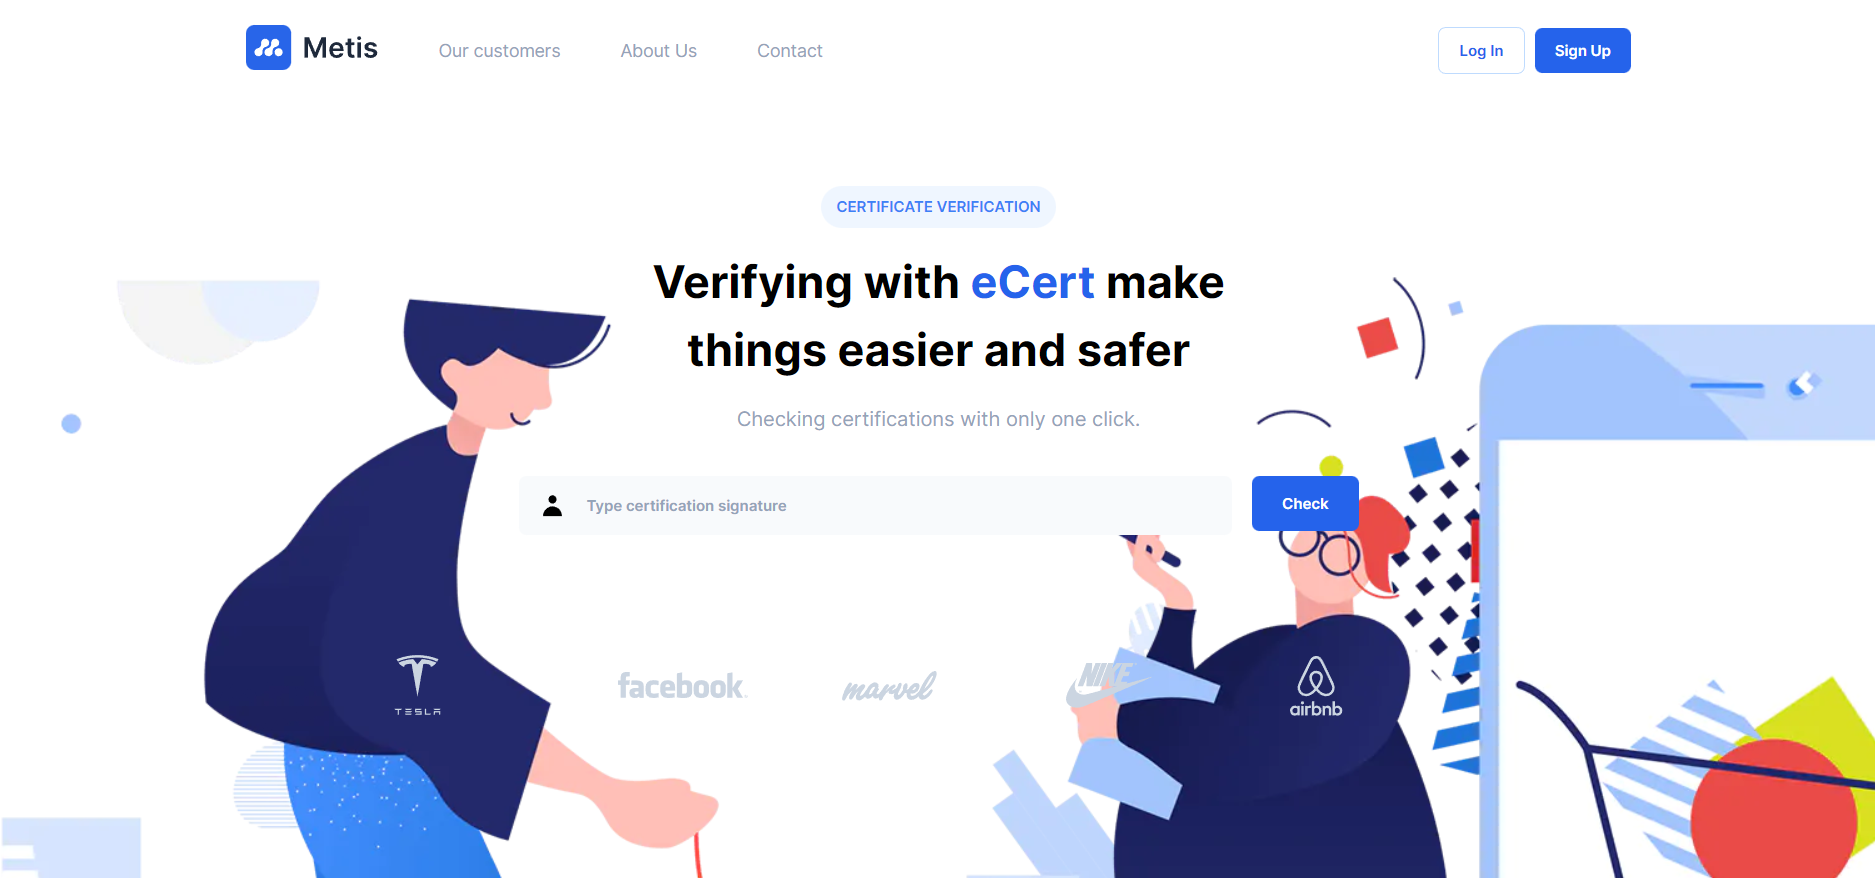 Metis
Our customers
About Us
Contact
Log In
Sign Up
CERTIFICATE VERIFICATION
Verifying with eCert make
things easier and safer
Checking certifications with only one click.
Type certification signature
Check
TESLA
facebook
marvel
NIKE
airbnb